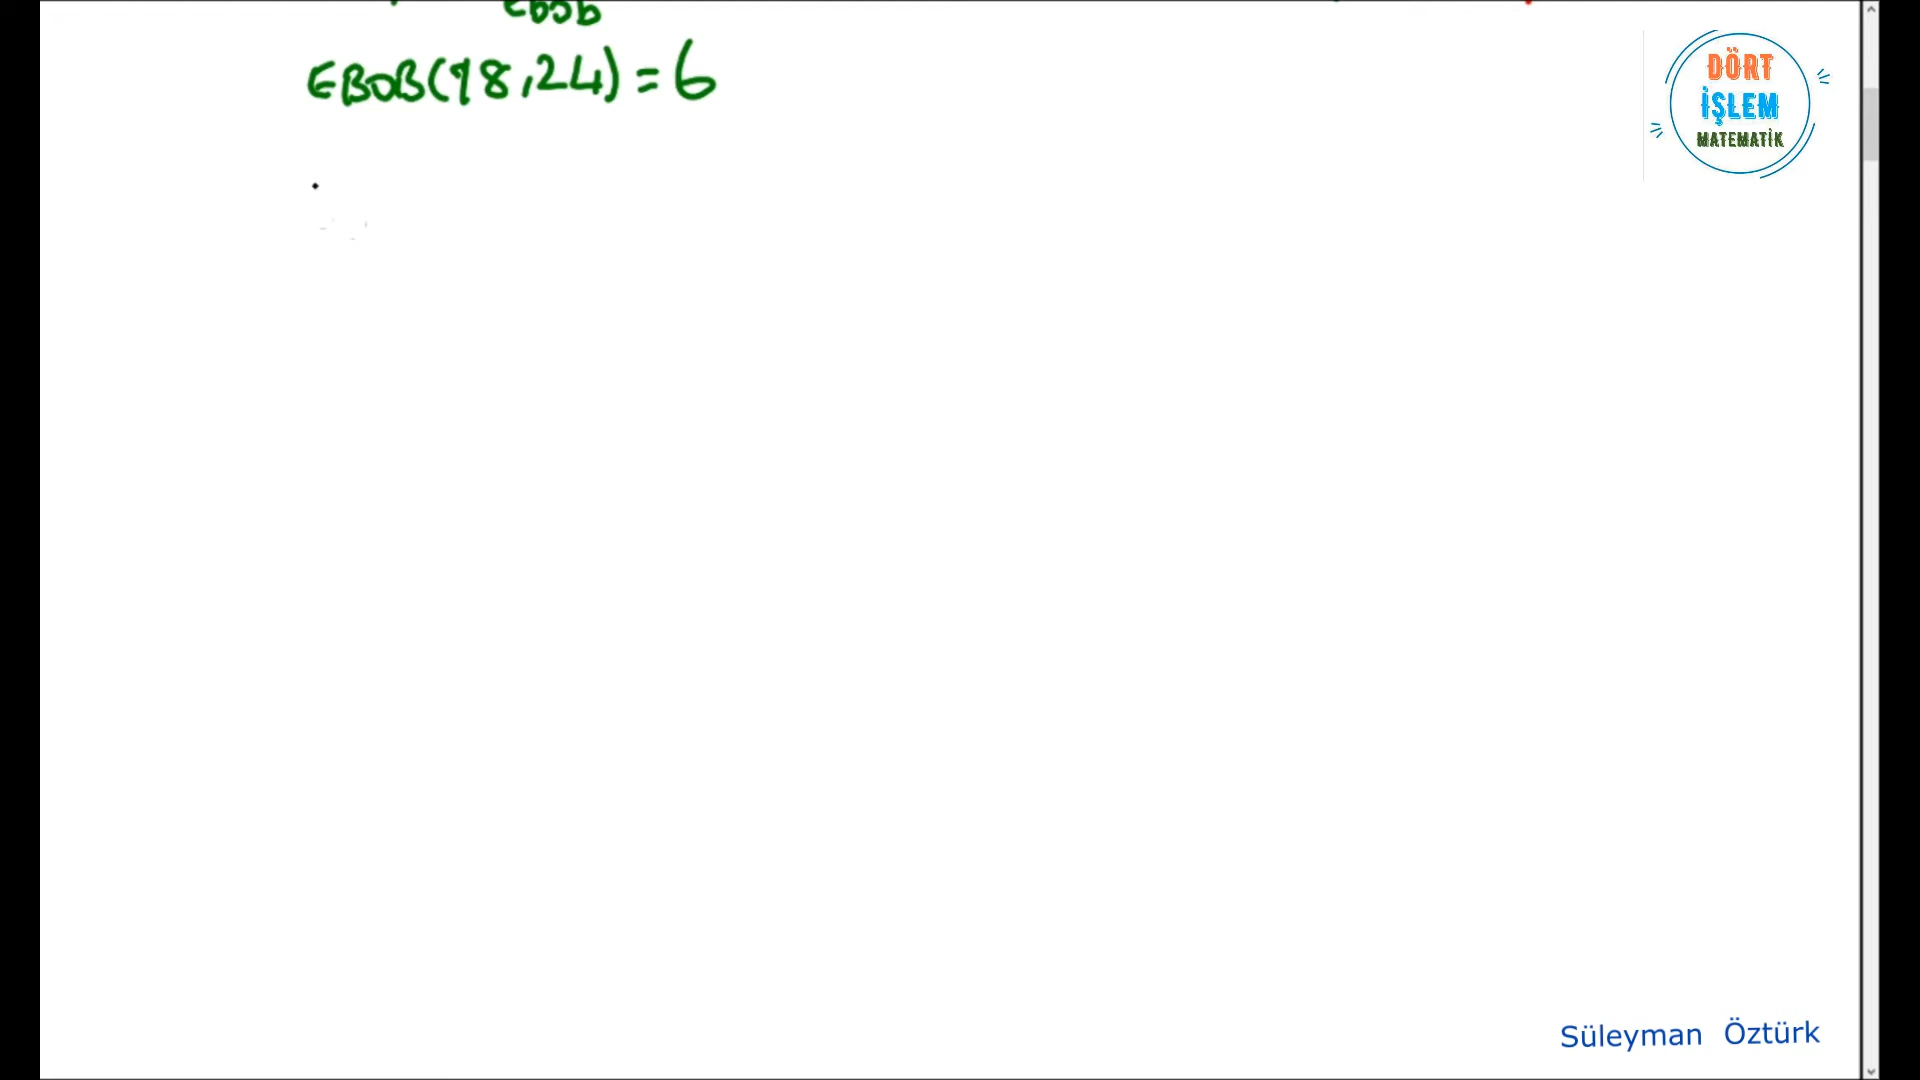 EBOB(18,24)=6
DÖRT
İŞLEM
MATEMATİK
Süleyman Öztürk